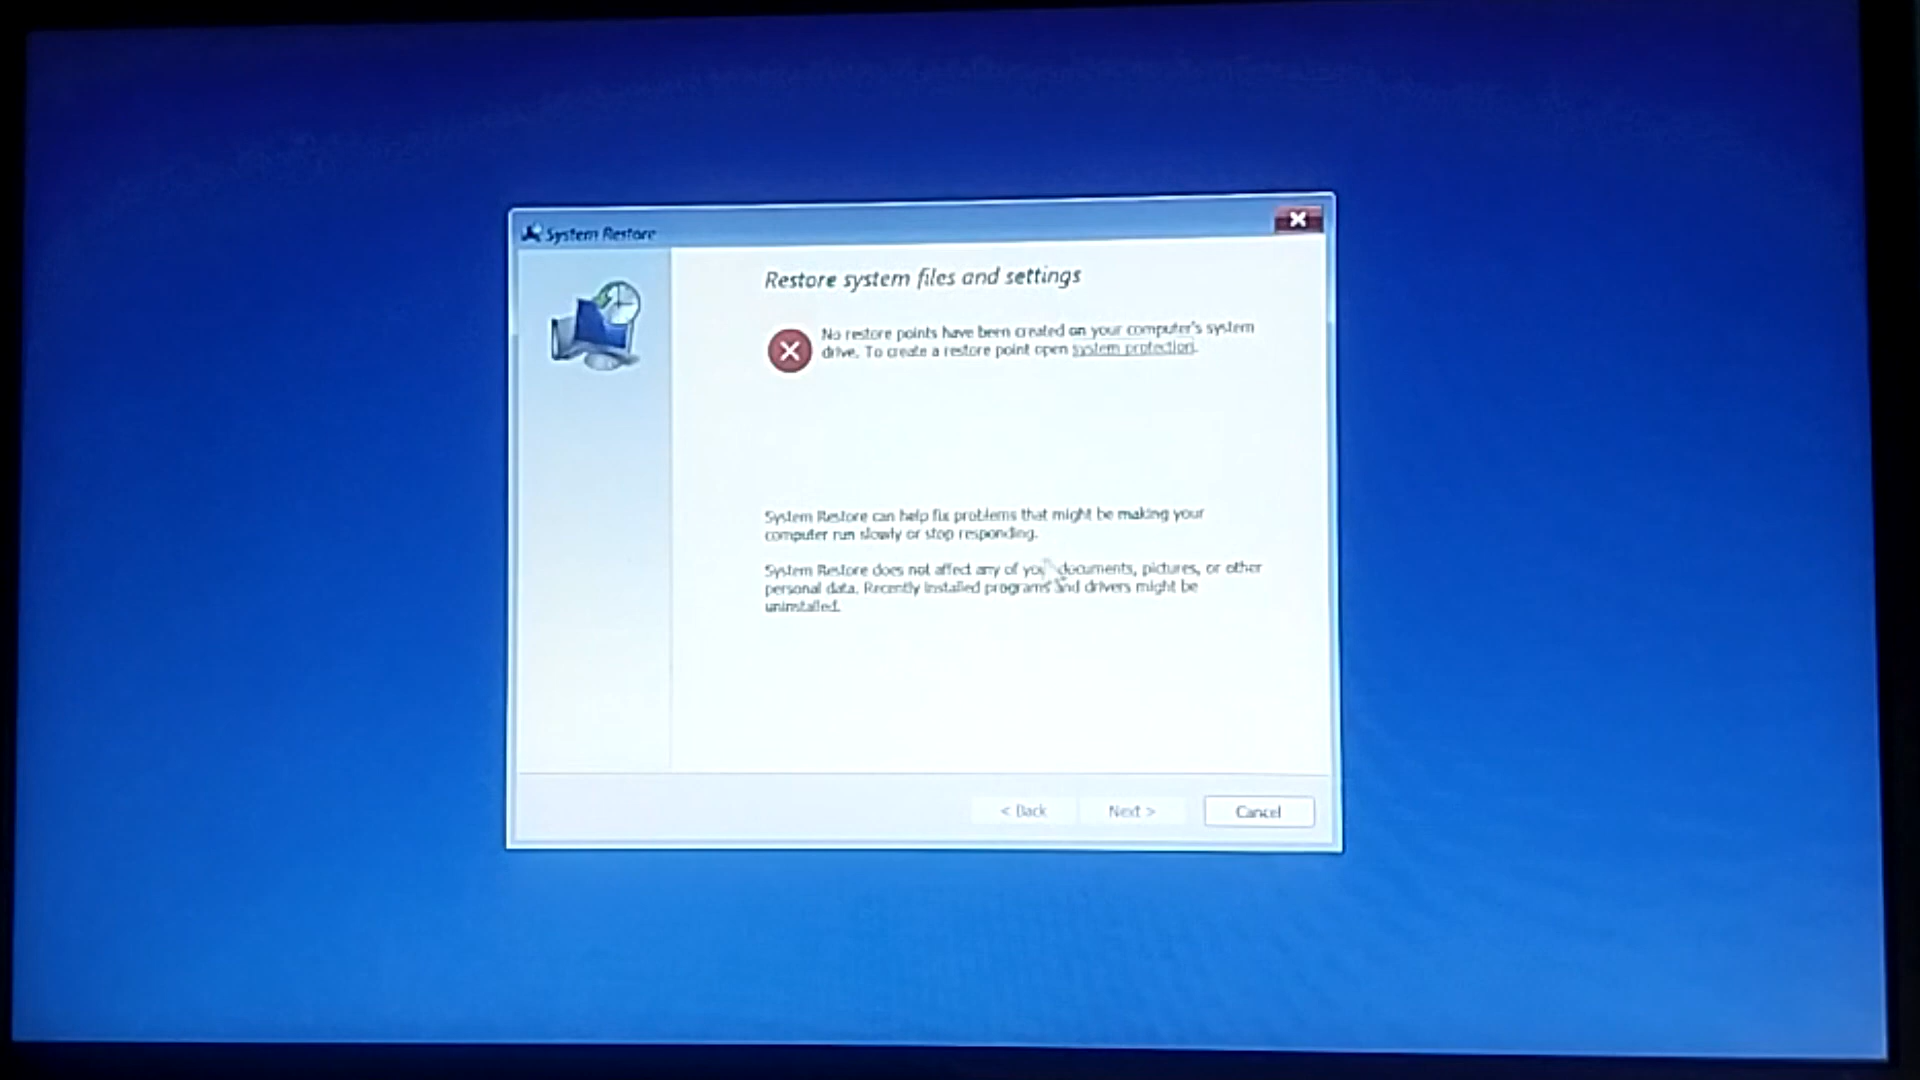 System Restore
Restore system files and settings
No restore points have been created on your computer's system
drive. To create a restore point open system protection.
System Restore can help fix problems that might be making your
computer run slowly or stop responding.
System Restore does not affect any of your documents, pictures, or other
personal data. Recently installed programs and drivers might be
uninstalled.
< Back
Next >
Cancel